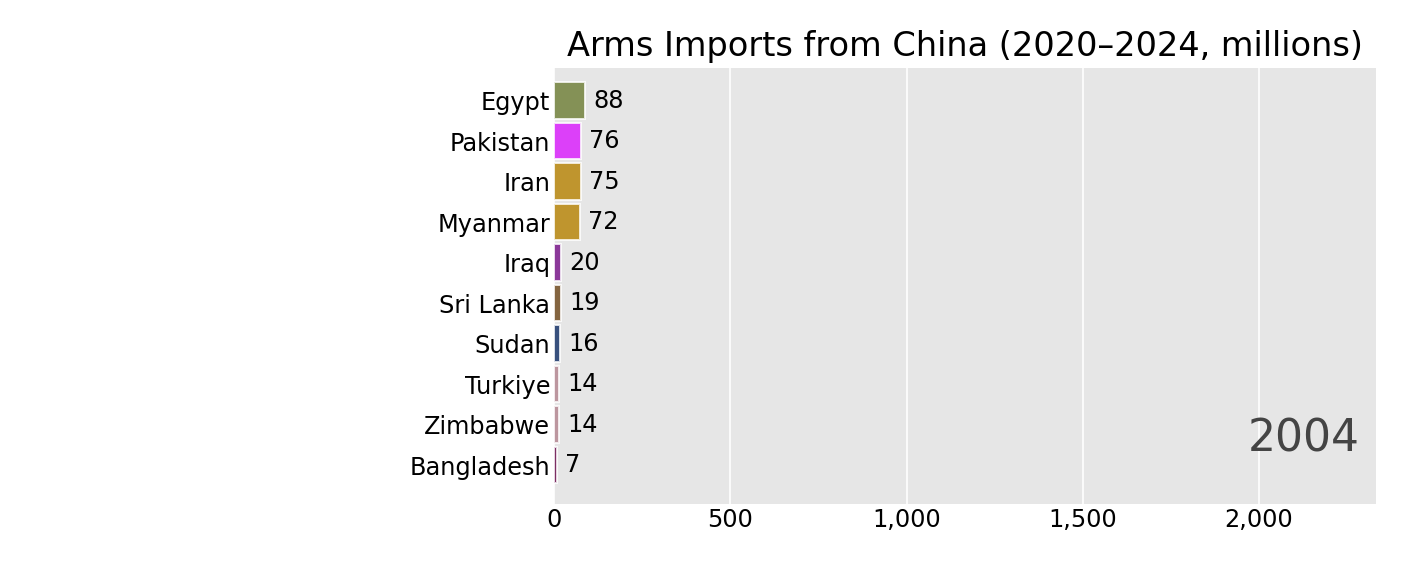 Arms Imports from China (2020–2024, millions)
Egypt 88
Pakistan 76
Iran 75
Myanmar 72
Iraq 20
Sri Lanka 19
Sudan 16
Turkiye 14
Zimbabwe 14
2004
Bangladesh 7
0 500 1,000 1,500 2,000